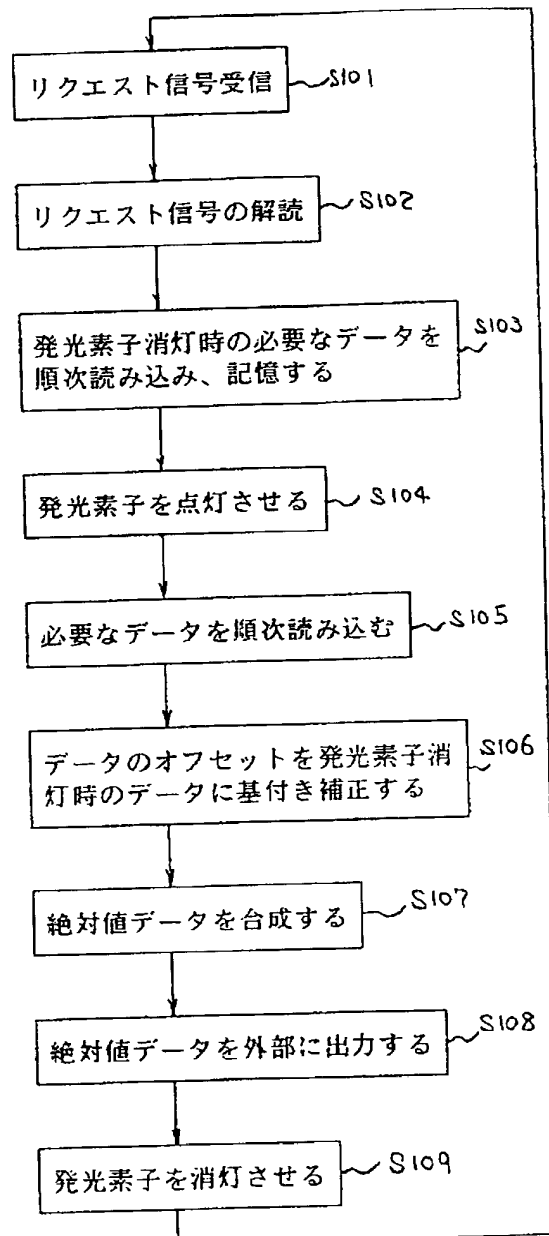 リクエスト信号受信
S101
リクエスト信号の解読
S102
発光素子消灯時の必要なデータを
順次読み込み、記憶する
S103
発光素子を点灯させる
S104
必要なデータを順次読み込む
S105
データのオフセットを発光素子消
灯時のデータに基付き補正する
S106
絶対値データを台成する
S107
絶対値データを外部に出力する
S108
発光素子を消灯させる
S109